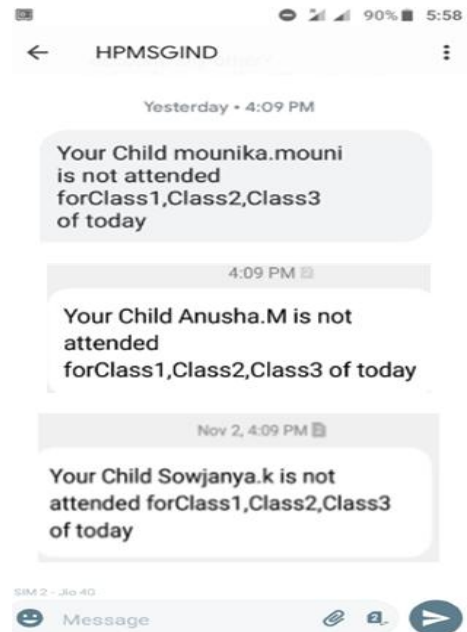 90% 5:58
HPMSGIND
Yesterday • 4:09 PM
Your Child mounika.mouni
is not attended
forClass1,Class2,Class3
of today
4:09 PM
Your Child Anusha.M is not
attended
forClass1,Class2,Class3 of today
Nov 2, 4:09 PM
Your Child Sowjanya.k is not
attended forClass1,Class2,Class3
of today
SIM 2 - Jio 4G
Message